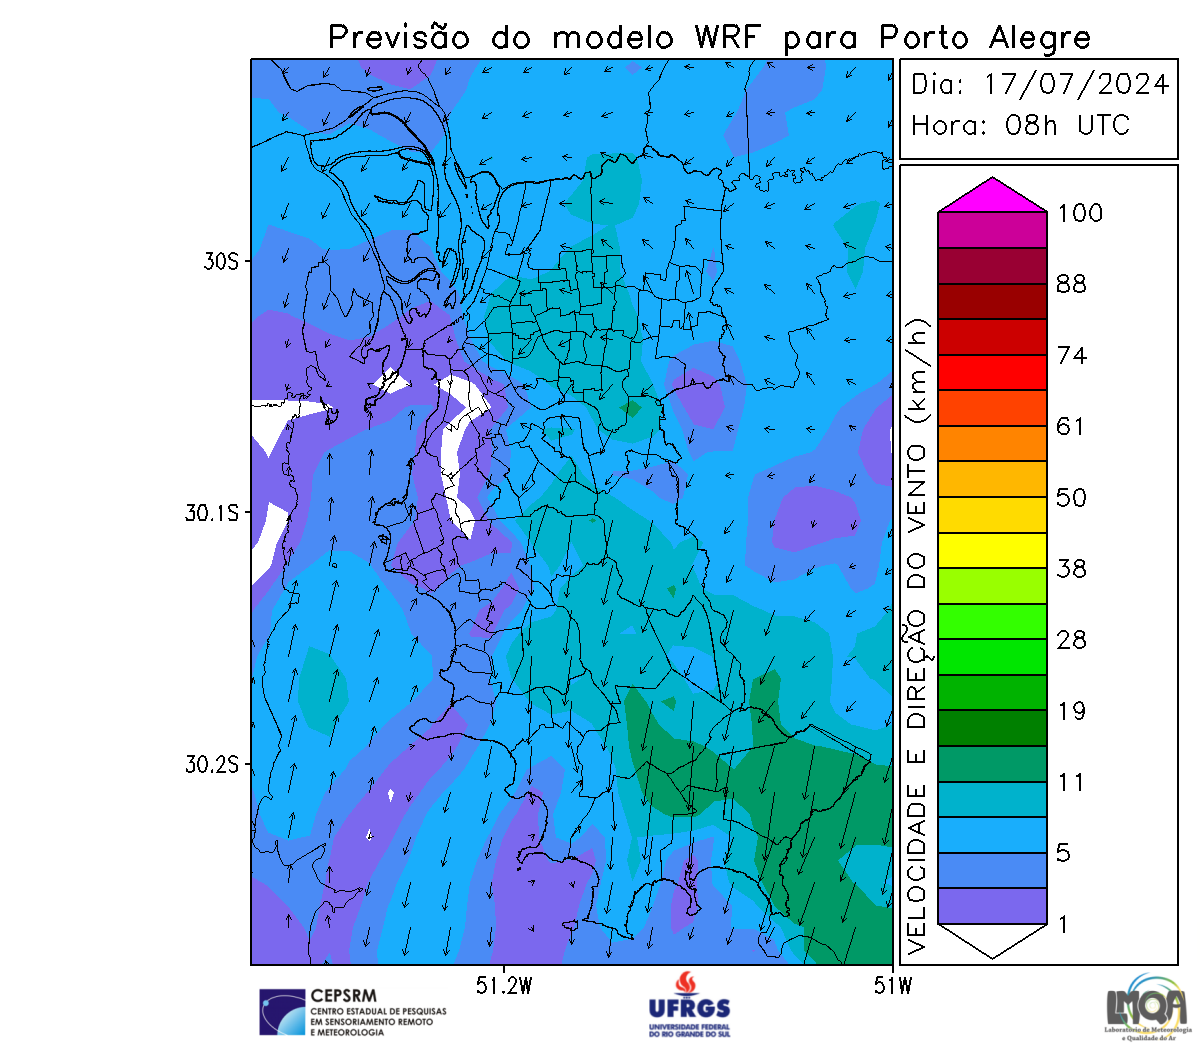 Previsão do modelo WRF para Porto Alegre
Dia: 17/07/2024
Hora: 08h UTC
30S
30.1S
30.2S
51.2W
51W
VELOCIDADE E DIREÇÃO DO VENTO (km/h)
100
88
74
61
50
38
28
19
11
5
1
CEPSRM
CENTRO ESTADUAL DE PESQUISAS
EM SENSORIAMENTO REMOTO
E METEOROLOGIA
UFRGS
UNIVERSIDADE FEDERAL
DO RIO GRANDE DO SUL
LMQA
Laboratório de Meteorologia
e Qualidade do Ar